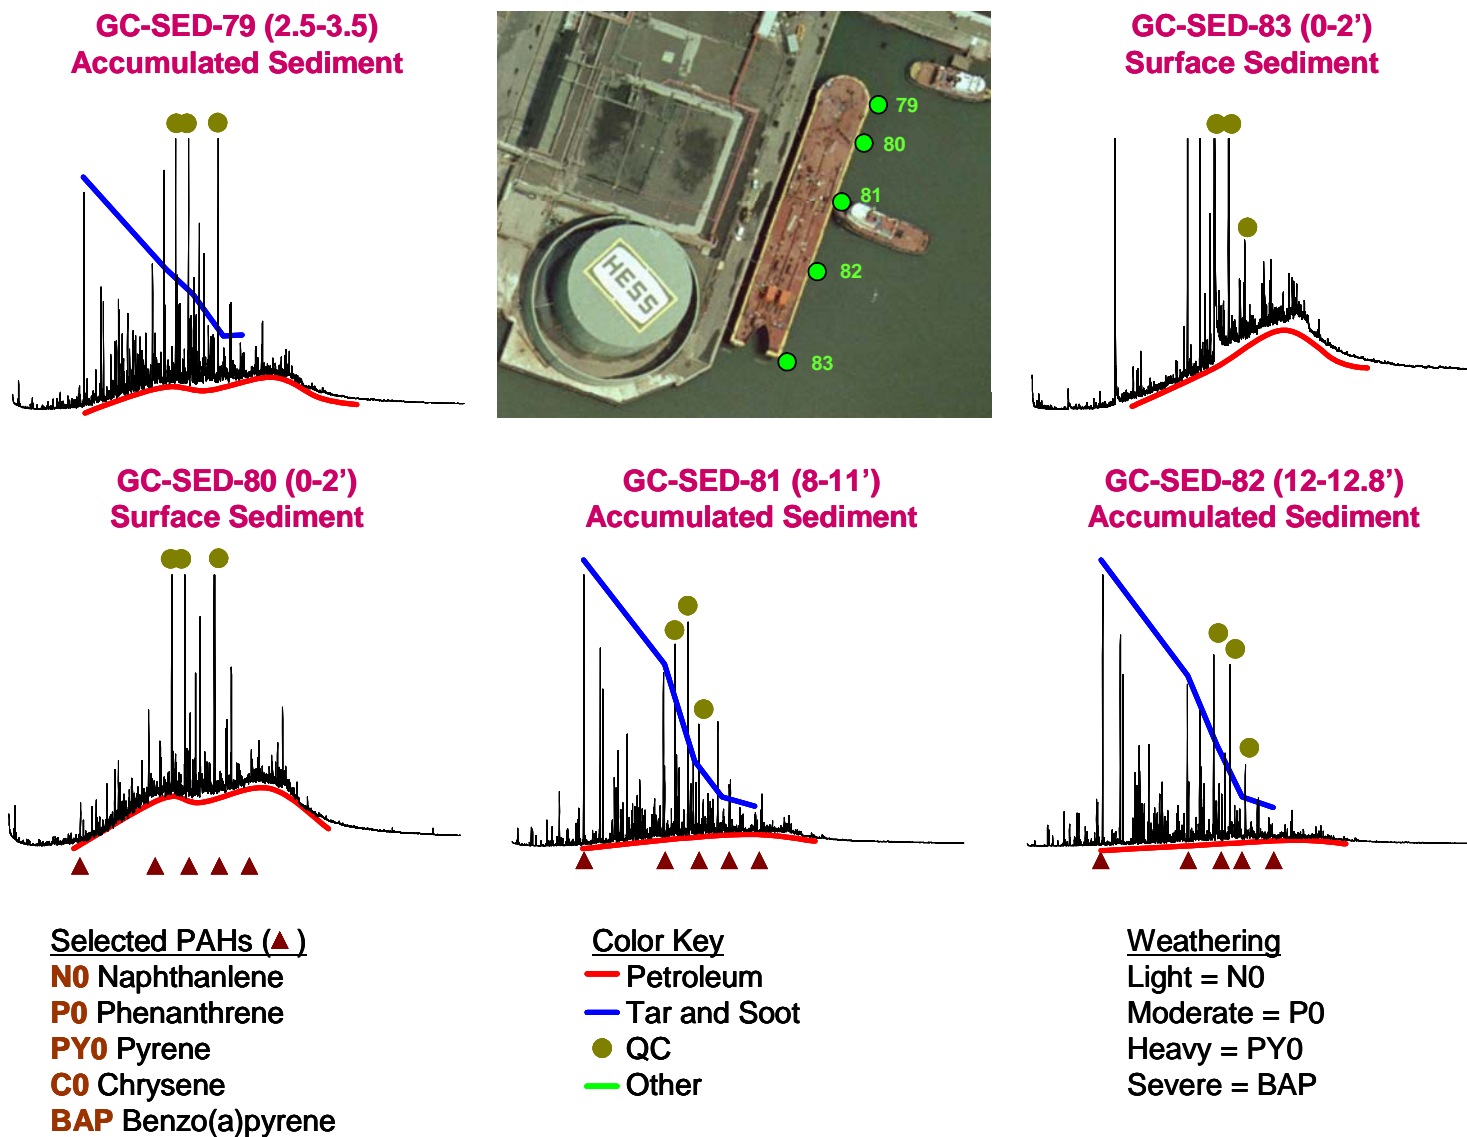 GC-SED-79 (2.5-3.5)
Accumulated Sediment
GC-SED-83 (0-2’)
Surface Sediment
79
80
81
82
83
HESS
GC-SED-80 (0-2’)
Surface Sediment
GC-SED-81 (8-11’)
Accumulated Sediment
GC-SED-82 (12-12.8’)
Accumulated Sediment
Selected PAHs (▲)
N0 Naphthanlene
P0 Phenanthrene
PY0 Pyrene
C0 Chrysene
BAP Benzo(a)pyrene
Color Key
Petroleum
Tar and Soot
QC
Other
Weathering
Light = N0
Moderate = P0
Heavy = PY0
Severe = BAP